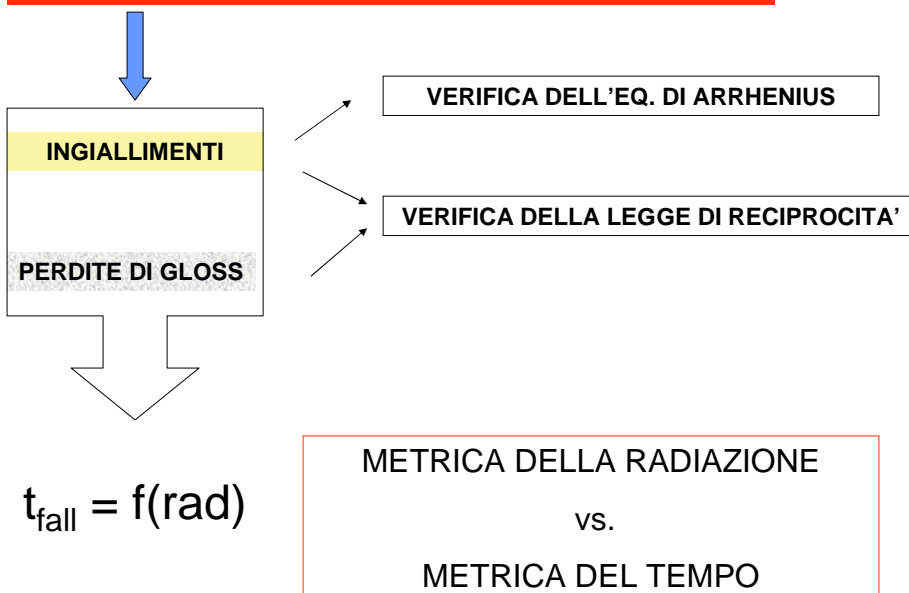 VERIFICA DELL’EQ. DI ARRHENIUS
INGIALLIMENTI
VERIFICA DELLA LEGGE DI RECIPROCITA’
PERDITE DI GLOSS
t_fall = f(rad)
METRICA DELLA RADIAZIONE
vs.
METRICA DEL TEMPO